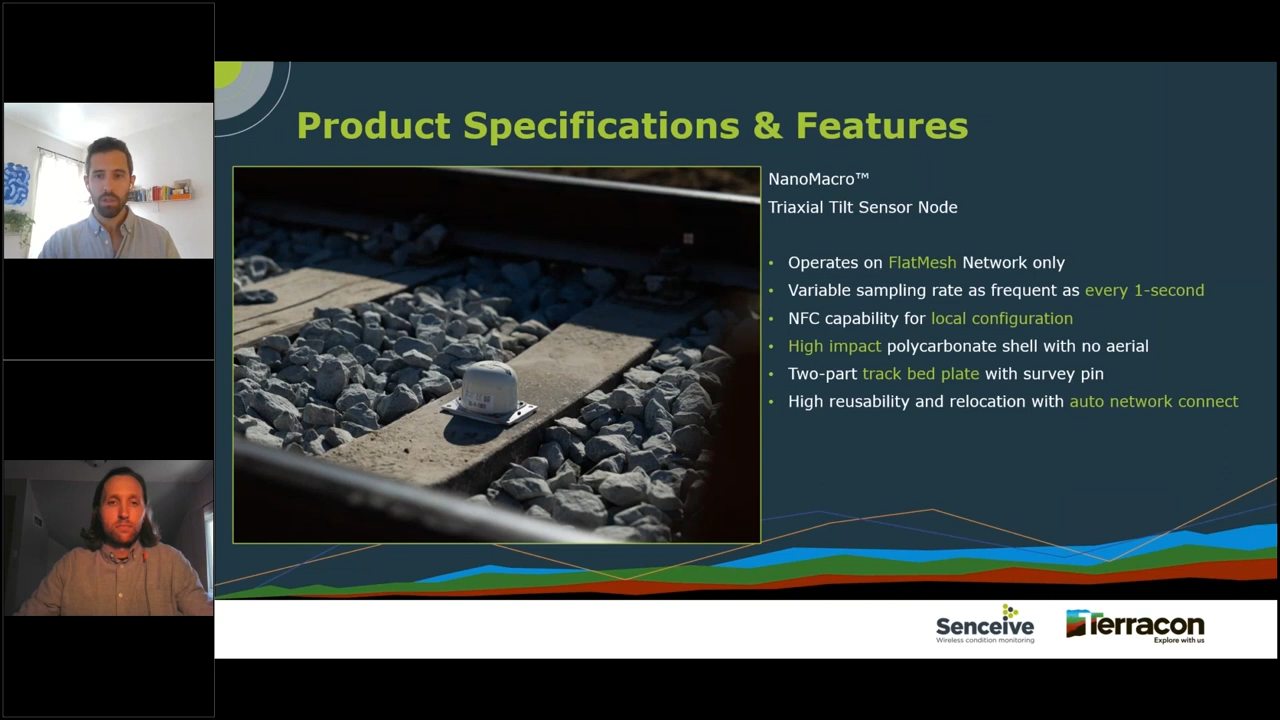 Product Specifications & Features
NanoMacro™
Triaxial Tilt Sensor Node
• Operates on FlatMesh Network only
• Variable sampling rate as frequent as every 1-second
• NFC capability for local configuration
• High impact polycarbonate shell with no aerial
• Two-part track bed plate with survey pin
• High reusability and relocation with auto network connect
Senceive
Wireless condition monitoring
Terracon
Explore with us